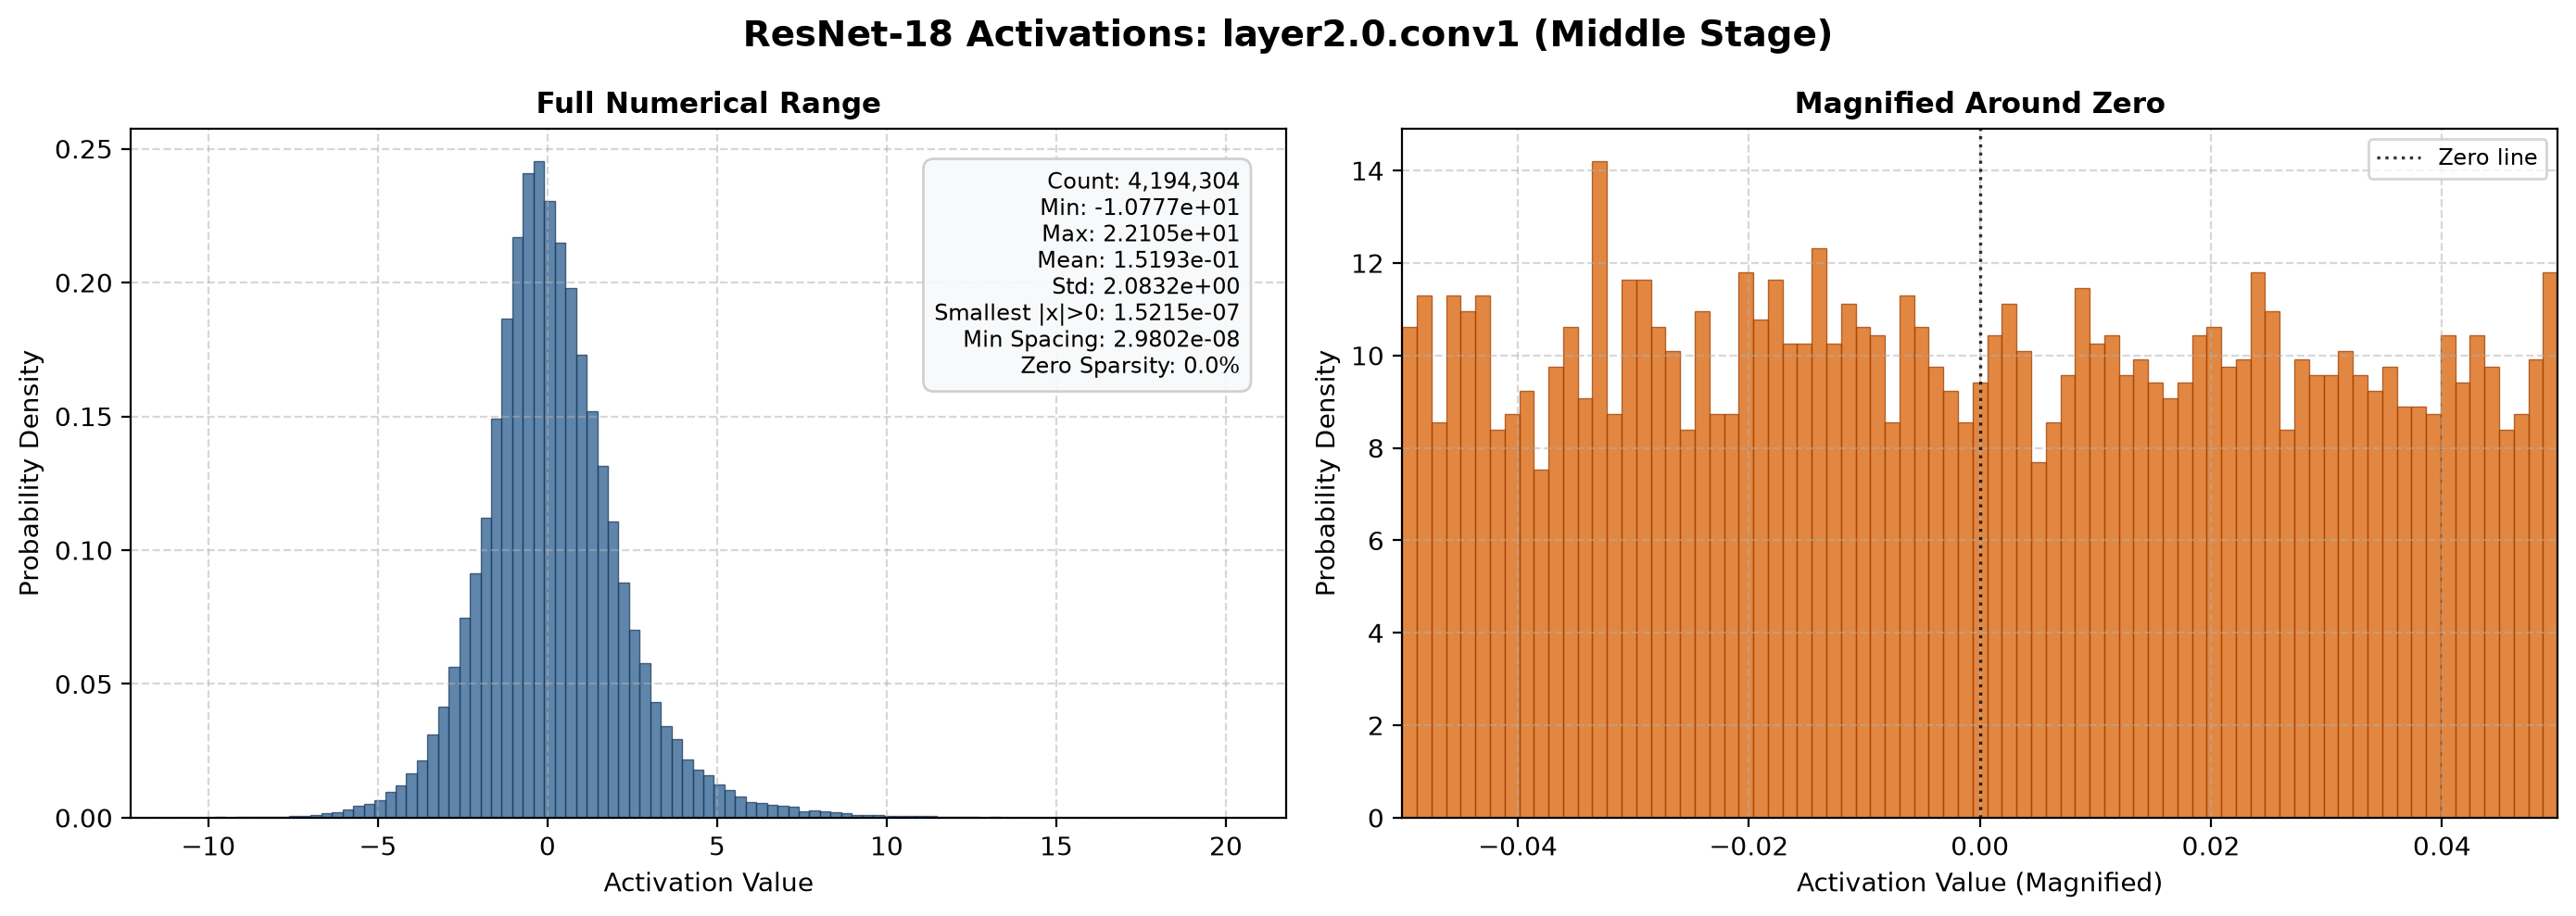 ResNet-18 Activations: layer2.0.conv1 (Middle Stage)
Full Numerical Range
0.25
0.20
0.15
0.10
0.05
0.00
Probability Density
Count: 4,194,304
Min: -1.0777e+01
Max: 2.2105e+01
Mean: 1.5193e-01
Std: 2.0832e+00
Smallest |x|>0: 1.5215e-07
Min Spacing: 2.9802e-08
Zero Sparsity: 0.0%
−10 −5 0 5 10 15 20
Activation Value
Magnified Around Zero
14
12
10
8
6
4
2
0
Probability Density
Zero line
−0.04 −0.02 0.00 0.02 0.04
Activation Value (Magnified)